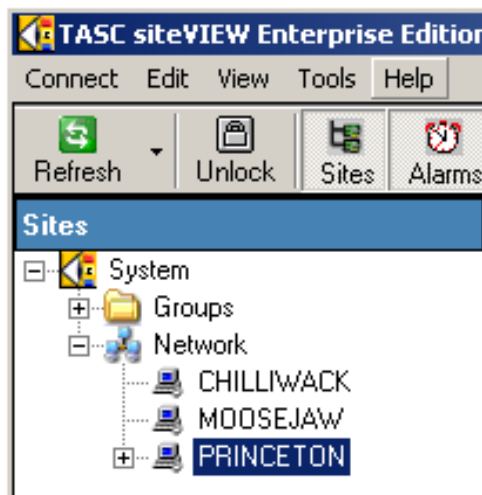 TASC siteVIEW Enterprise Edition
Connect Edit View Tools Help
Refresh Unlock Sites Alarms
Sites
System
Groups
Network
CHILLIWACK
MOOSEJAW
PRINCETON